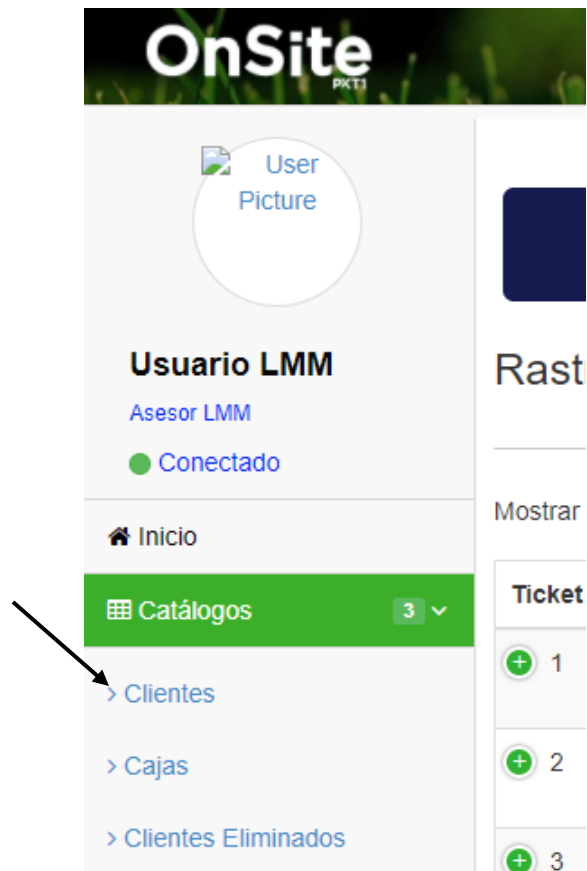 OnSite
PKT1
User
Picture
Usuario LMM
Asesor LMM
Conectado
Inicio
Catálogos 3
Clientes
Cajas
Clientes Eliminados
Mostrar
Ticket
1
2
3